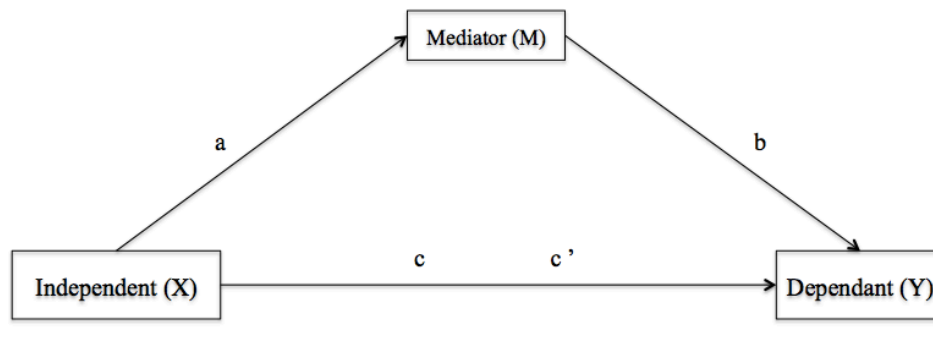 Mediator (M)
a
b
c c’
Independent (X)
Dependant (Y)